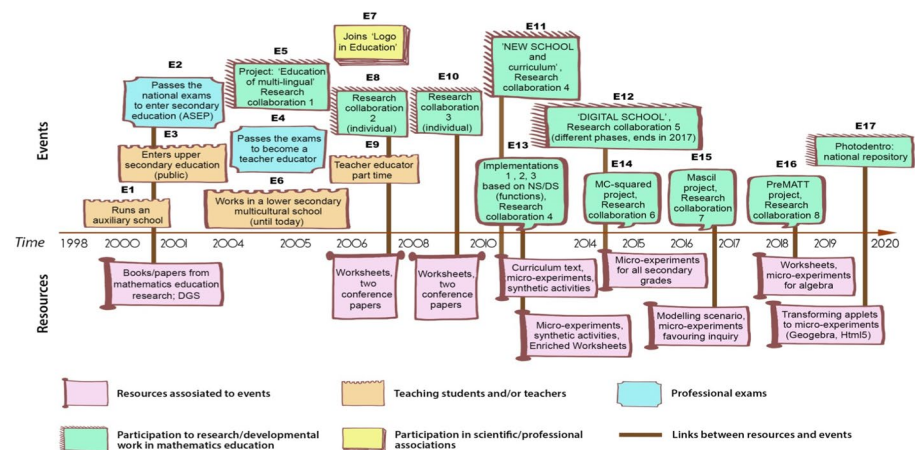 E7
Joins ‘Logo
in Education’
E11
‘NEW SCHOOL
and
curriculum’,
Research
collaboration 4
E2
Passes the
national exams
to enter secondary
education (ASEP)
E5
Project: ‘Education
of multi-lingual’
Research
collaboration 1
E8
Research
collaboration
2
(individual)
E10
Research
collaboration
3
(individual)
E12
‘DIGITAL SCHOOL’,
Research collaboration 5
(different phases, ends in 2017)
E4
Passes the exams
to become a
teacher educator
E3
Enters upper
secondary education
(public)
E9
Teacher educator
part time
E13
Implementations
1 , 2, 3
based on NS/DS
(functions),
Research
collaboration 4
E14
MC-squared
project,
Research
collaboration 6
E15
Mascil
project,
Research
collaboration
7
E16
PreMATT
project,
Research
collaboration 8
E17
Photodentro:
national repository
E1
Runs an
auxiliary school
E6
Works in a lower secondary
multicultural school
(until today)
Events
Time
1998 2000 2001 2004 2005 2006 2008 2010 2014 2015 2016 2017 2018 2019 2020
Resources
Books/papers from
mathematics education
research; DGS
Worksheets,
two
conference
papers
Worksheets,
two
conference
papers
Curriculum text,
micro-experiments,
synthetic activities
Micro-experiments
for all secondary
grades
Worksheets,
micro-experiments
for algebra
Micro-experiments,
synthetic activities,
Enriched Worksheets
Modelling scenario,
micro-experiments
favouring inquiry
Transforming applets
to micro-experiments
(Geogebra, Html5)
Resources assosiated to events
Teaching students and/or teachers
Professional exams
Participation to research/developmental
work in mathematics education
Participation in scientific/professional
associations
Links between resources and events